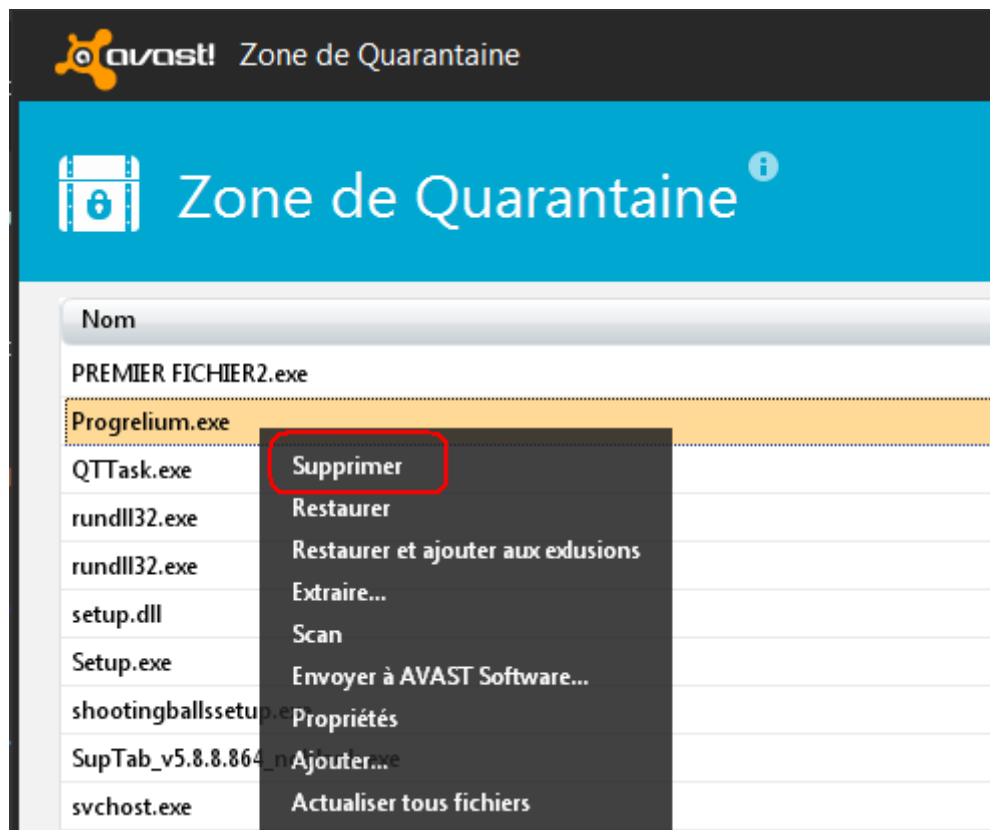 avast! Zone de Quarantaine
Zone de Quarantaine
Nom
PREMIER FICHIER2.exe
Progrelium.exe
QTTask.exe
rundll32.exe
rundll32.exe
setup.dll
Setup.exe
shootingballssetup.exe
SupTab_v5.8.8.864
svchost.exe
Supprimer
Restaurer
Restaurer et ajouter aux exlusions
Extraire...
Scan
Envoyer à AVAST Software...
Propriétés
Ajouter...
Actualiser tous fichiers